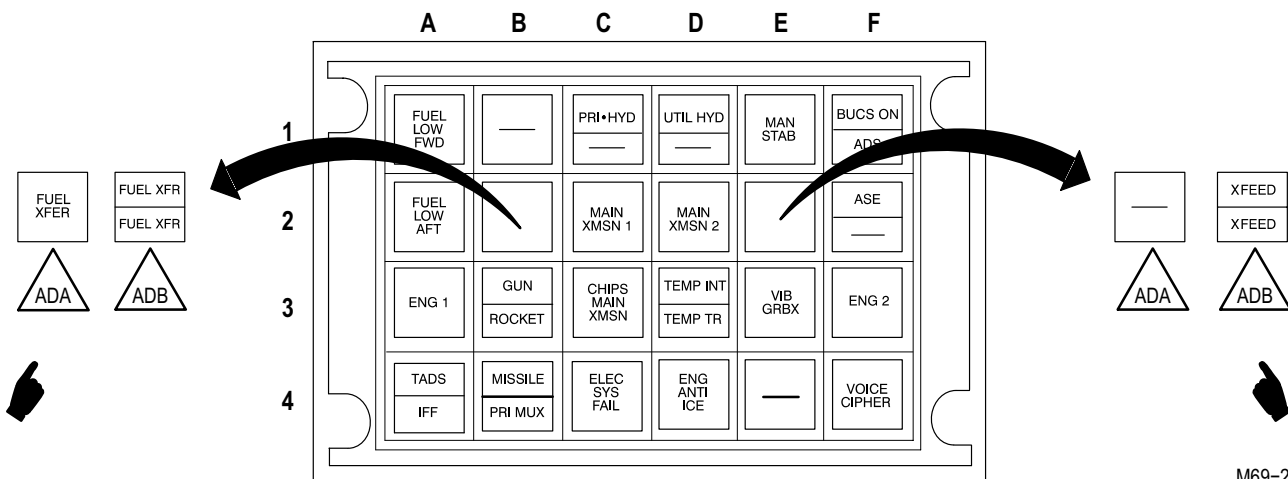 A B C D E F
1
FUEL
LOW
FWD
PRI•HYD
UTIL HYD
MAN
STAB
BUCS ON
ADS
FUEL
XFER
FUEL XFR
FUEL XFR
ADA
ADB
2
FUEL
LOW
AFT
MAIN
XMSN 1
MAIN
XMSN 2
ASE
XFEED
XFEED
ADA
ADB
3
ENG 1
GUN
ROCKET
CHIPS
MAIN
XMSN
TEMP INT
TEMP TR
VIB
GRBX
ENG 2
4
TADS
IFF
MISSILE
PRI MUX
ELEC
SYS
FAIL
ENG
ANTI
ICE
VOICE
CIPHER